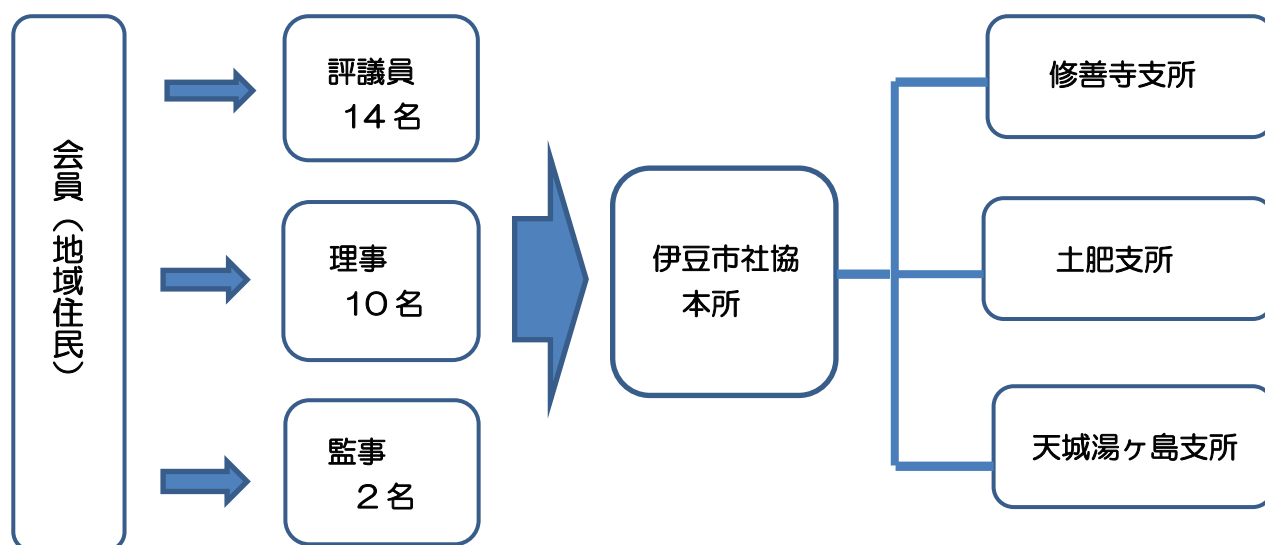 会員（地域住民）
評議員
14名
理事
10名
監事
2名
伊豆市社協
本所
修善寺支所
土肥支所
天城湯ヶ島支所